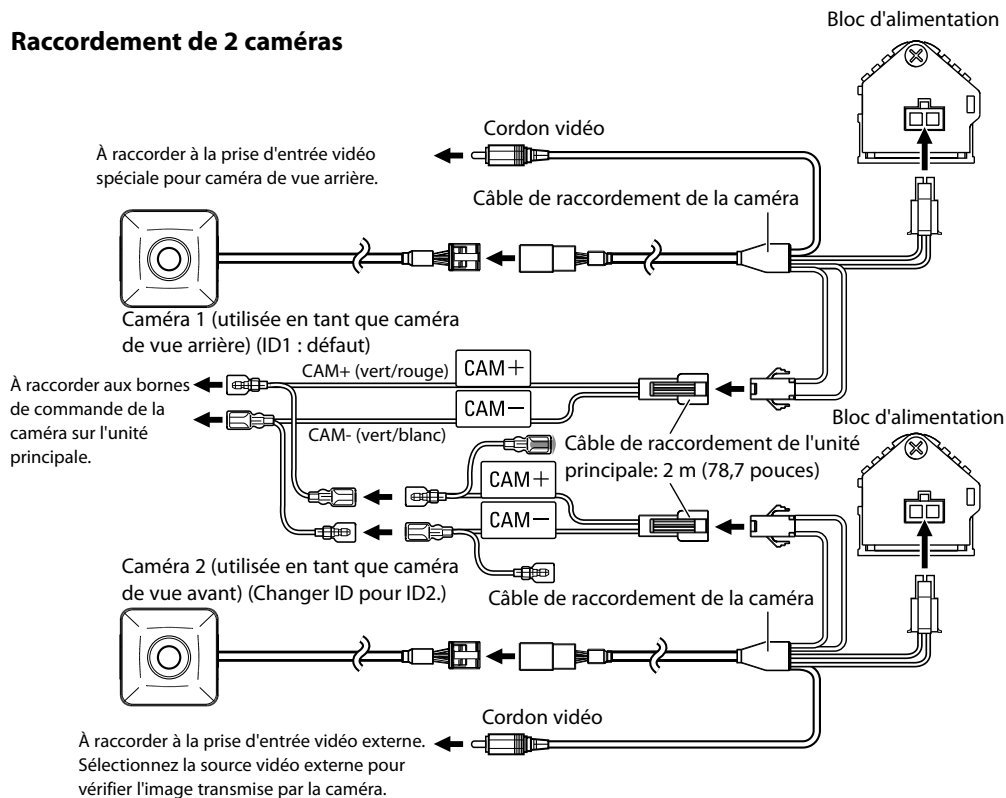 Raccordement de 2 caméras
Bloc d'alimentation
Cordon vidéo
À raccorder à la prise d'entrée vidéo
spéciale pour caméra de vue arrière.
Câble de raccordement de la caméra
Caméra 1 (utilisée en tant que caméra
de vue arrière) (ID1 : défaut)
CAM+ (vert/rouge)
CAM+
À raccorder aux bornes
de commande de la
caméra sur l'unité
principale.
CAM−
CAM- (vert/blanc)
Câble de raccordement de l'unité
principale: 2 m (78,7 pouces)
Bloc d'alimentation
CAM+
CAM−
Caméra 2 (utilisée en tant que caméra
de vue avant) (Changer ID pour ID2.)
Câble de raccordement de la caméra
Cordon vidéo
À raccorder à la prise d'entrée vidéo externe.
Sélectionnez la source vidéo externe pour
vérifier l'image transmise par la caméra.